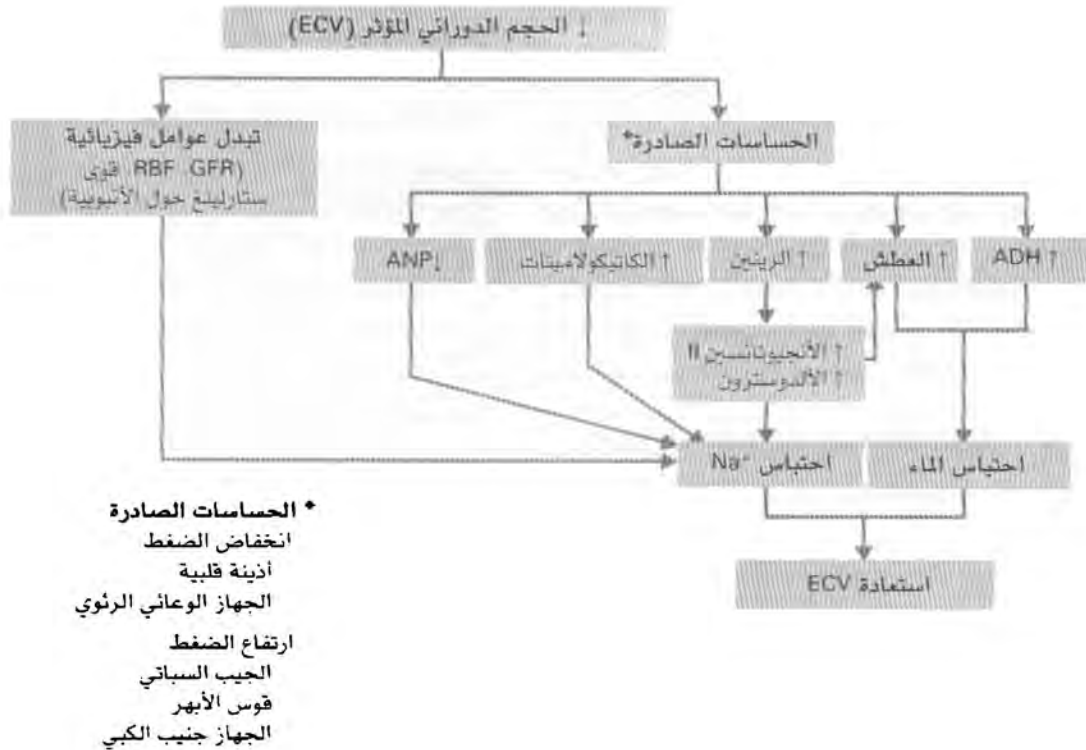 ↓ الحجم الدوراني المؤثر (ECV)
تبدل عوامل فيزيائية
(RBF GFR, قوى
ستارلينغ حول الأنبوبية)
الحساسات الصادرة*
ANP↓
↑ الكاتيكولامينات
↑ الرينين
↑ العطش
ADH ↑
↑ الأنجيوتانسين II
↑ الألدوسترون
احتباس Na⁺
احتباس الماء
استعادة ECV
* الحساسات الصادرة
انخفاض الضغط
أذينة قلبية
الجهاز الوعائي الرئوي
ارتفاع الضغط
الجيب السباتي
قوس الأبهر
الجهاز جنيب الكبي